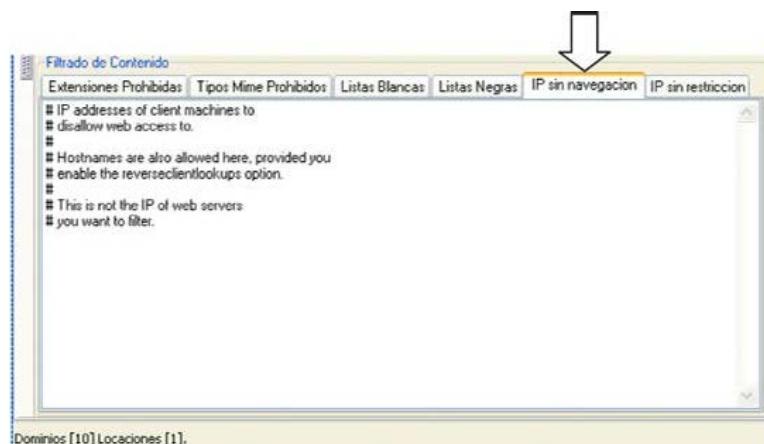 Filtrado de Contenido
Extensiones Prohibidas Tipos Mime Prohibidos Listas Blancas Listas Negras IP sin navegacion IP sin restriccion
# IP addresses of client machines to
# disallow web access to.
#
# Hostnames are also allowed here, provided you
# enable the reverseclientlookups option.
#
# This is not the IP of web servers
# you want to filter.
Dominios [10] Locaciones [1].